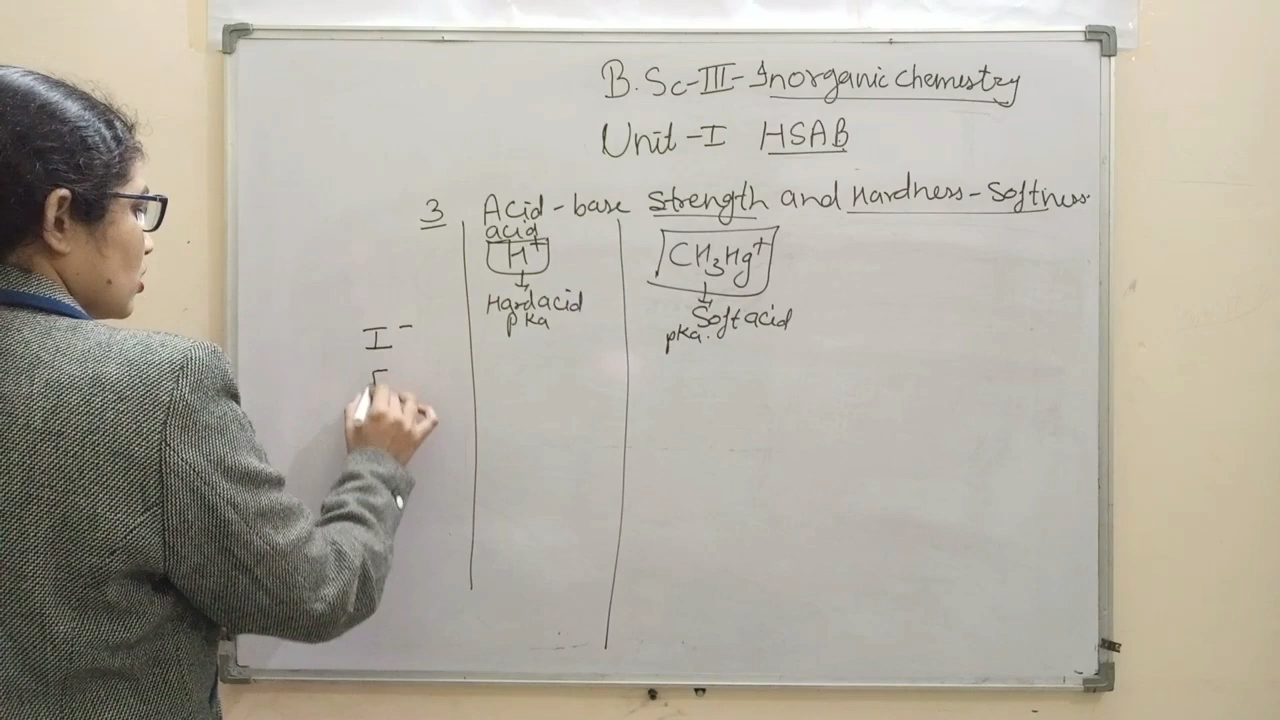 B.Sc-III-Inorganic Chemestry
Unit-I HSAB
3 Acid-base strength and Hardness-Softness.
acid
H+ CH3Hg+
Hard acid Soft acid
pKa pKa.
I-